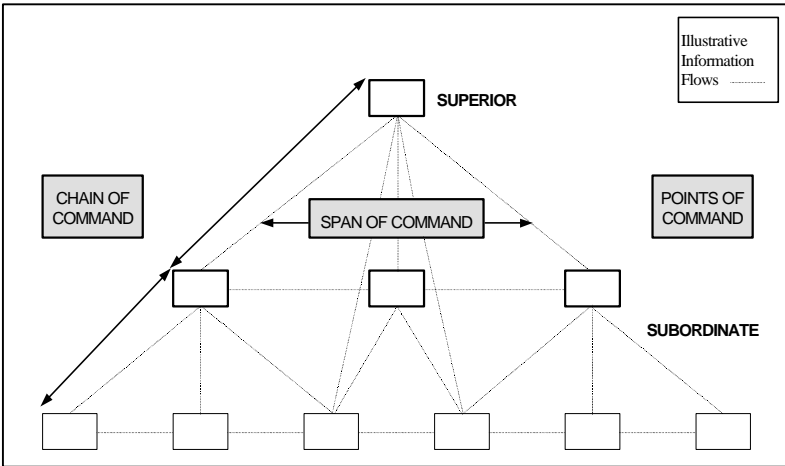 Illustrative
Information
Flows
SUPERIOR
CHAIN OF
COMMAND
SPAN OF COMMAND
POINTS OF
COMMAND
SUBORDINATE